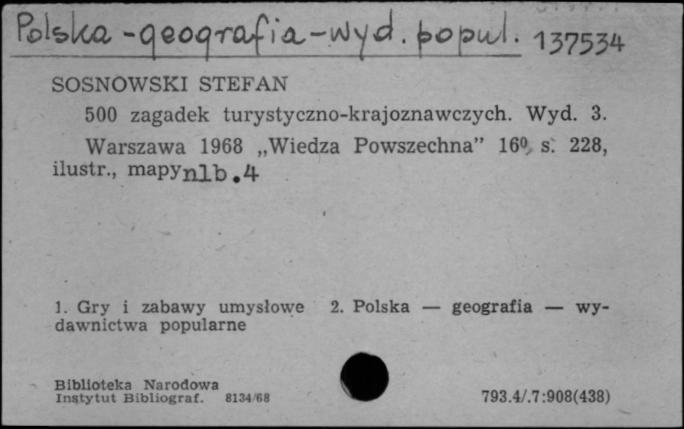 Polska - geografia - wyd. popul. 137534
SOSNOWSKI STEFAN
500 zagadek turystyczno-krajoznawczych. Wyd. 3.
Warszawa 1968 „Wiedza Powszechna” 16⁰, s. 228,
ilustr., mapy nlb.4
1. Gry i zabawy umysłowe 2. Polska — geografia — wy-
dawnictwa popularne
Biblioteka Narodowa
Instytut Bibliograf. 8134/68
793.4/.7:908(438)